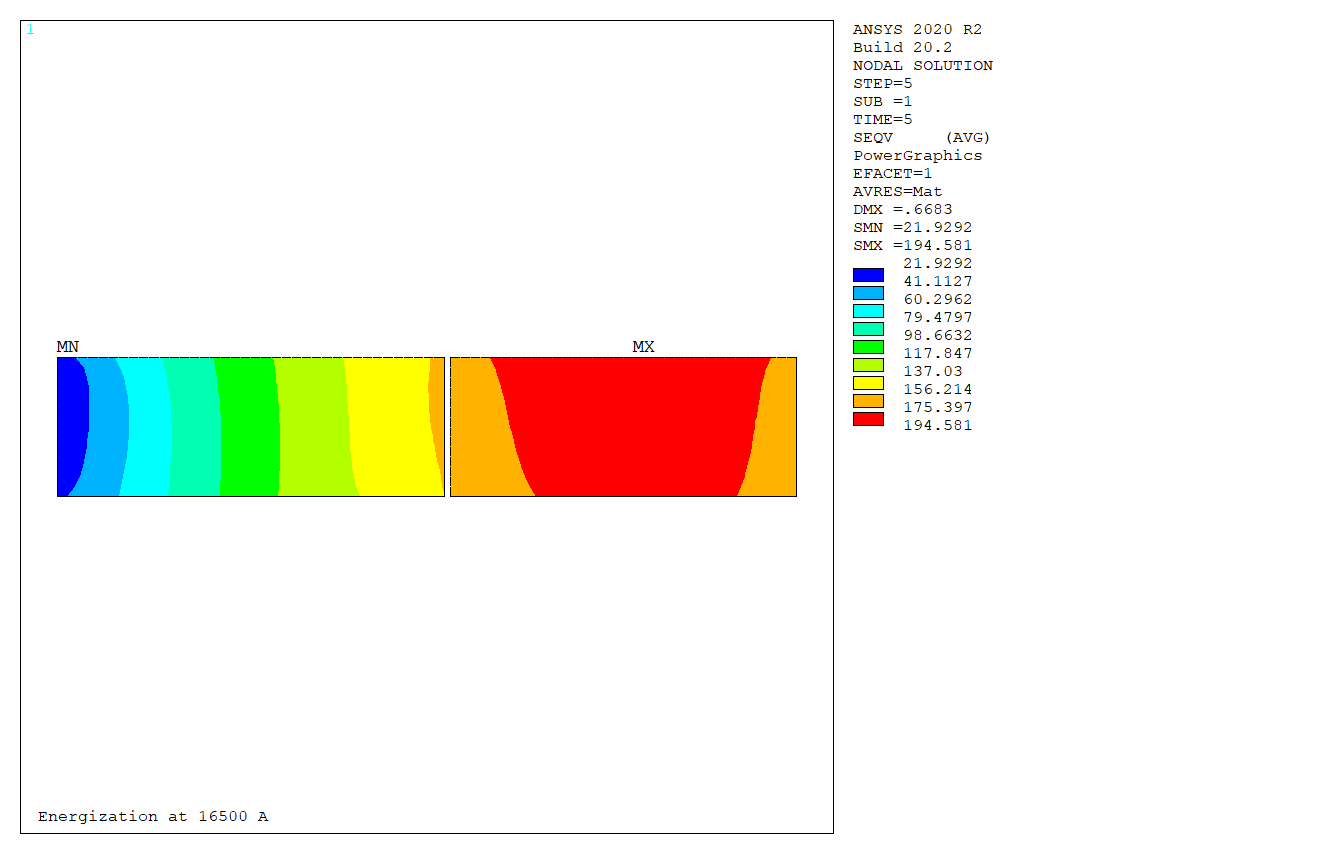 1
ANSYS 2020 R2
Build 20.2
NODAL SOLUTION
STEP=5
SUB =1
TIME=5
SEQV (AVG)
PowerGraphics
EFACET=1
AVRES=Mat
DMX =.6683
SMN =21.9292
SMX =194.581
21.9292
41.1127
60.2962
79.4797
98.6632
117.847
137.03
156.214
175.397
194.581
MN
MX
Energization at 16500 A